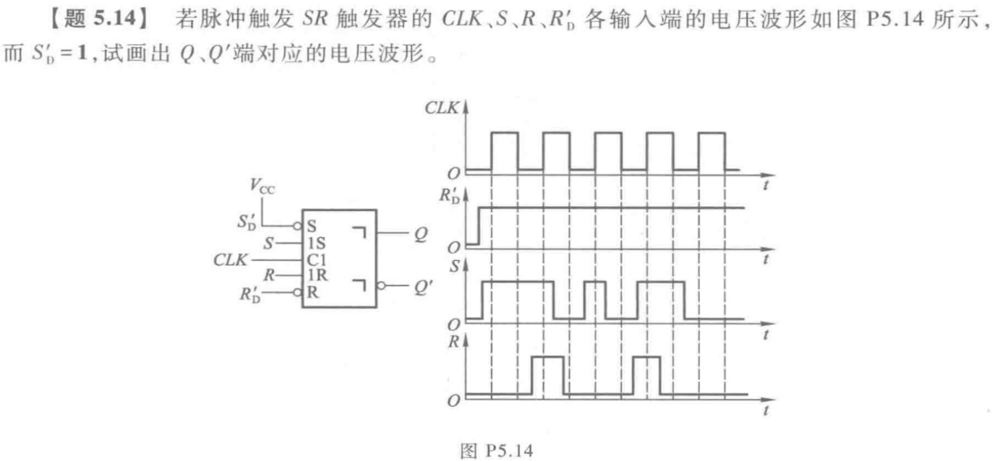 【题 5.14】 若脉冲触发 SR 触发器的 CLK、S、R、R′D 各输入端的电压波形如图 P5.14 所示,
而 S′D = 1,试画出 Q、Q′端对应的电压波形。
CLK
O
t
R′D
O
t
S
O
t
R
O
t
VCC
S′D
S
S
1S
Q
CLK
C1
R
1R
Q′
R′D
R
图 P5.14